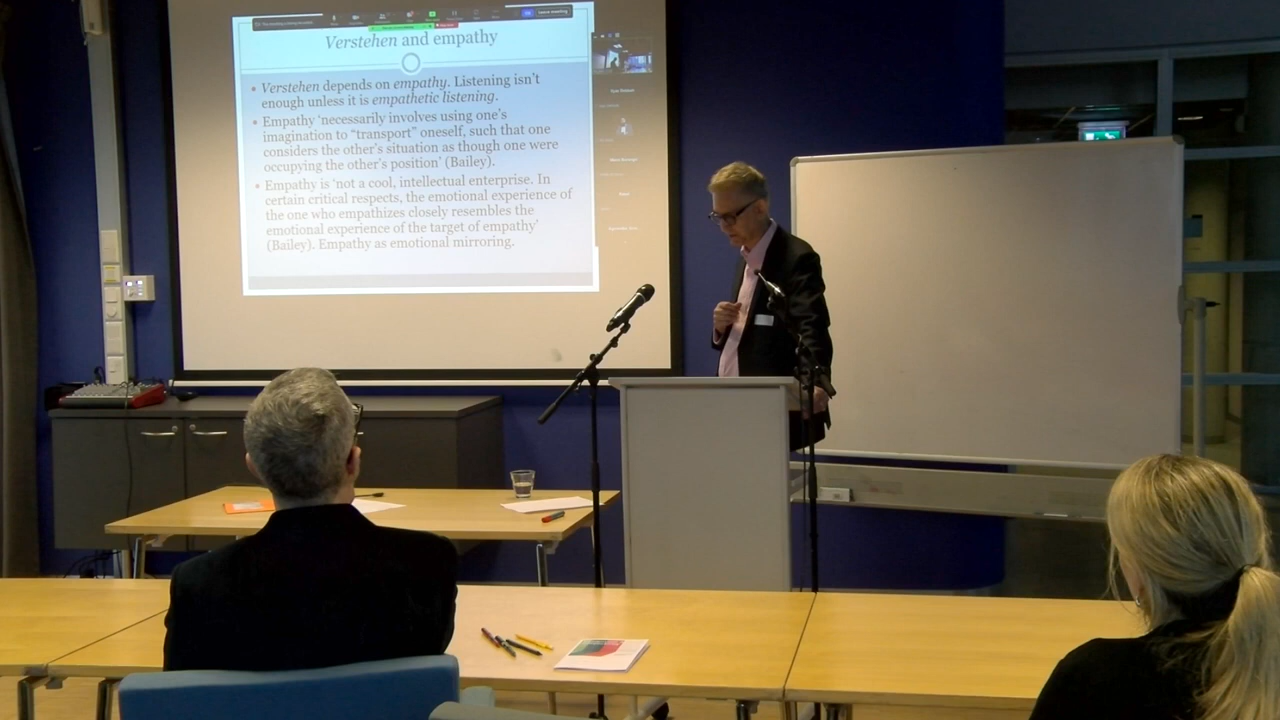 Leave meeting
Verstehen and empathy
• Verstehen depends on empathy. Listening isn't
enough unless it is empathetic listening.
• Empathy 'necessarily involves using one's
imagination to "transport" oneself, such that one
considers the other's situation as though one were
occupying the other's position' (Bailey).
• Empathy is 'not a cool, intellectual enterprise. In
certain critical respects, the emotional experience of
the one who empathizes closely resembles the
emotional experience of the target of empathy'
(Bailey). Empathy as emotional mirroring.